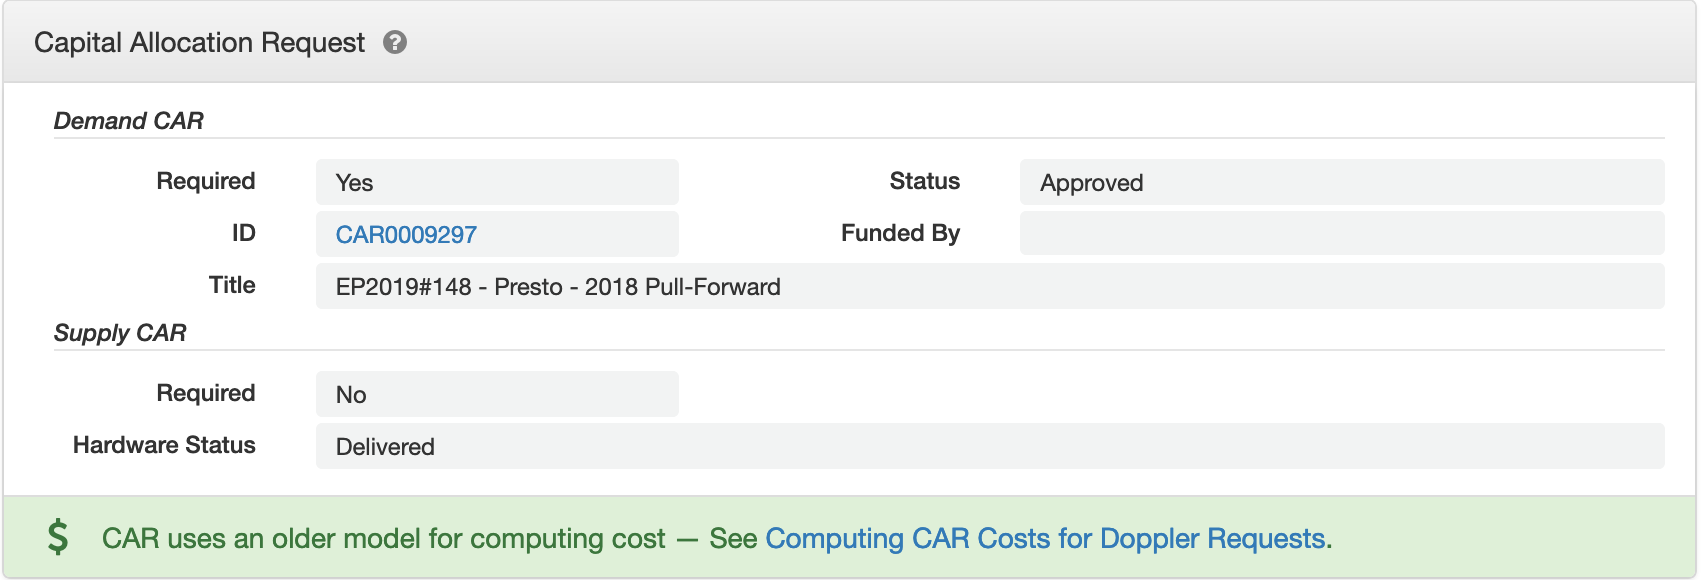 Capital Allocation Request ?
Demand CAR
Required Yes Status Approved
ID CAR0009297 Funded By
Title EP2019#148 - Presto - 2018 Pull-Forward
Supply CAR
Required No
Hardware Status Delivered
$ CAR uses an older model for computing cost — See Computing CAR Costs for Doppler Requests.